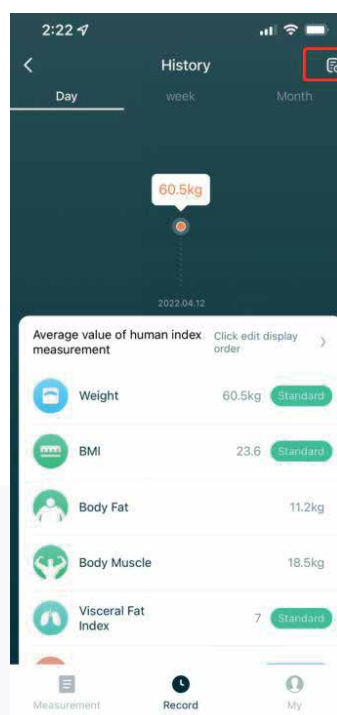 2:22
History
Day week Month
60.5kg
2022.04.12
Average value of human index
measurement
Click edit display
order
Weight 60.5kg Standard
BMI 23.6 Standard
Body Fat 11.2kg
Body Muscle 18.5kg
Visceral Fat
Index
7 Standard
Measurement Record My